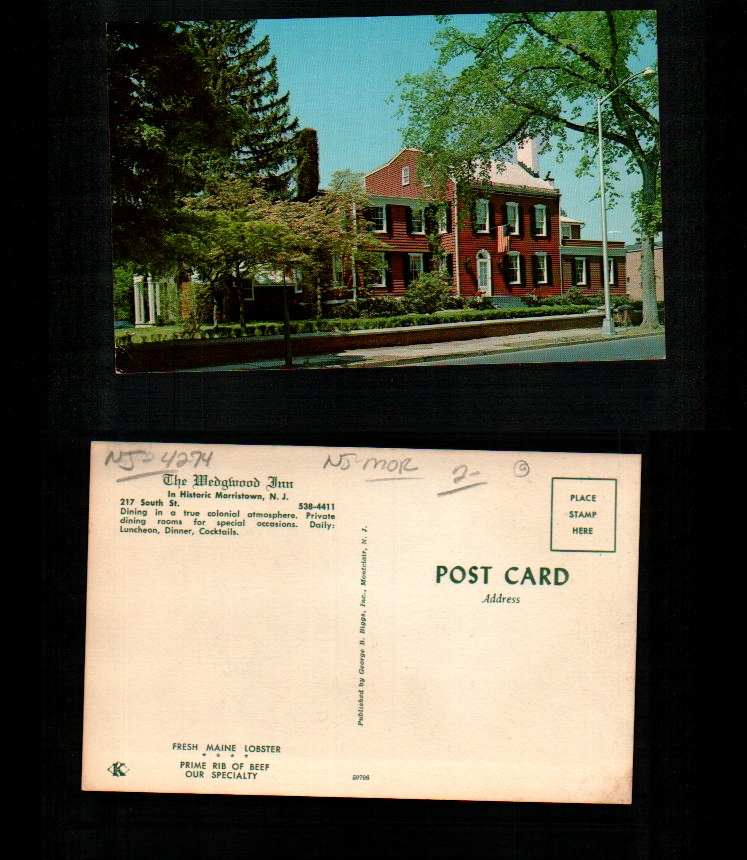 NJ-4274
NJ-MOR
2-
The Wedgwood Inn
In Historic Morristown, N. J.
217 South St. 538-4411
Dining in a true colonial atmosphere. Private
dining rooms for special occasions. Daily:
Luncheon, Dinner, Cocktails.
Published by George D. Biggs, Inc., Montclair, N. J.
PLACE
STAMP
HERE
POST CARD
Address
FRESH MAINE LOBSTER
* * * *
PRIME RIB OF BEEF
OUR SPECIALTY
K